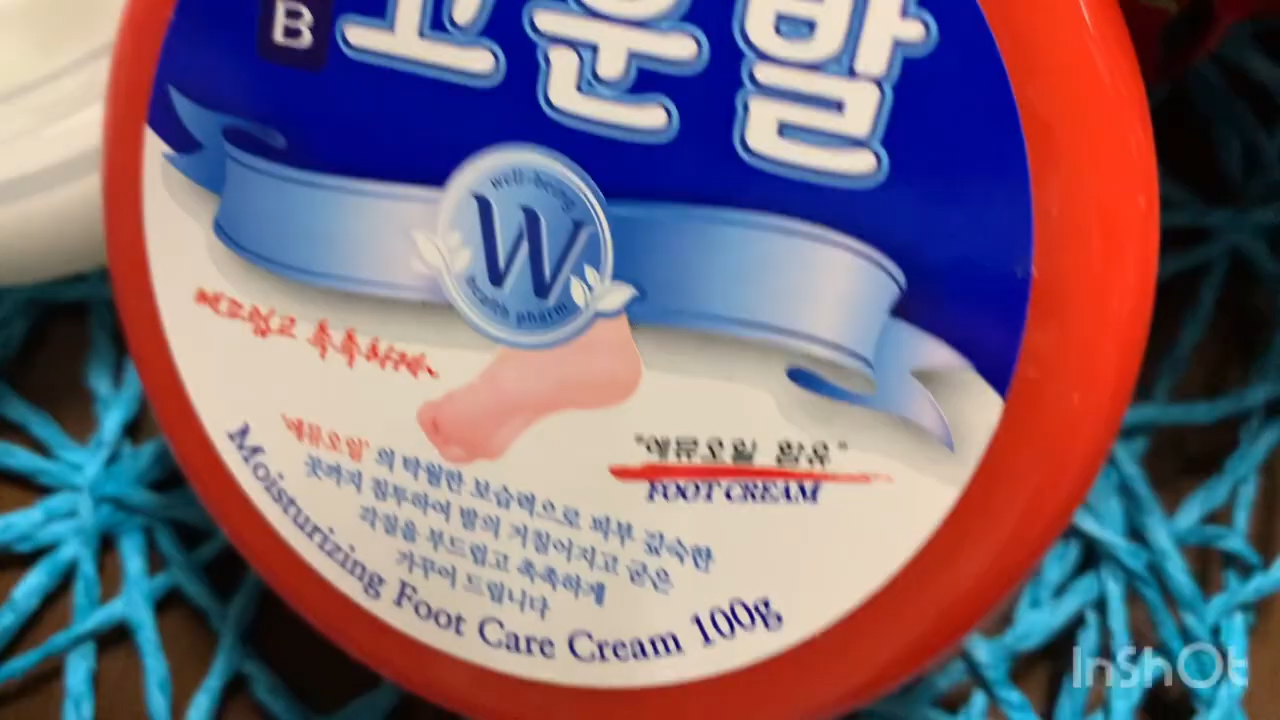 B
고운발
well-being
W
health pharm
부드럽고 촉촉하게
"에뮤오일 함유"
FOOT CREAM
'에뮤오일' 의 탁월한 보습력으로 피부 깊숙한
곳까지 침투하여 발의 거칠어지고 굳은
각질을 부드럽고 촉촉하게
가꾸어 드립니다
Moisturizing Foot Care Cream 100g
InShOt